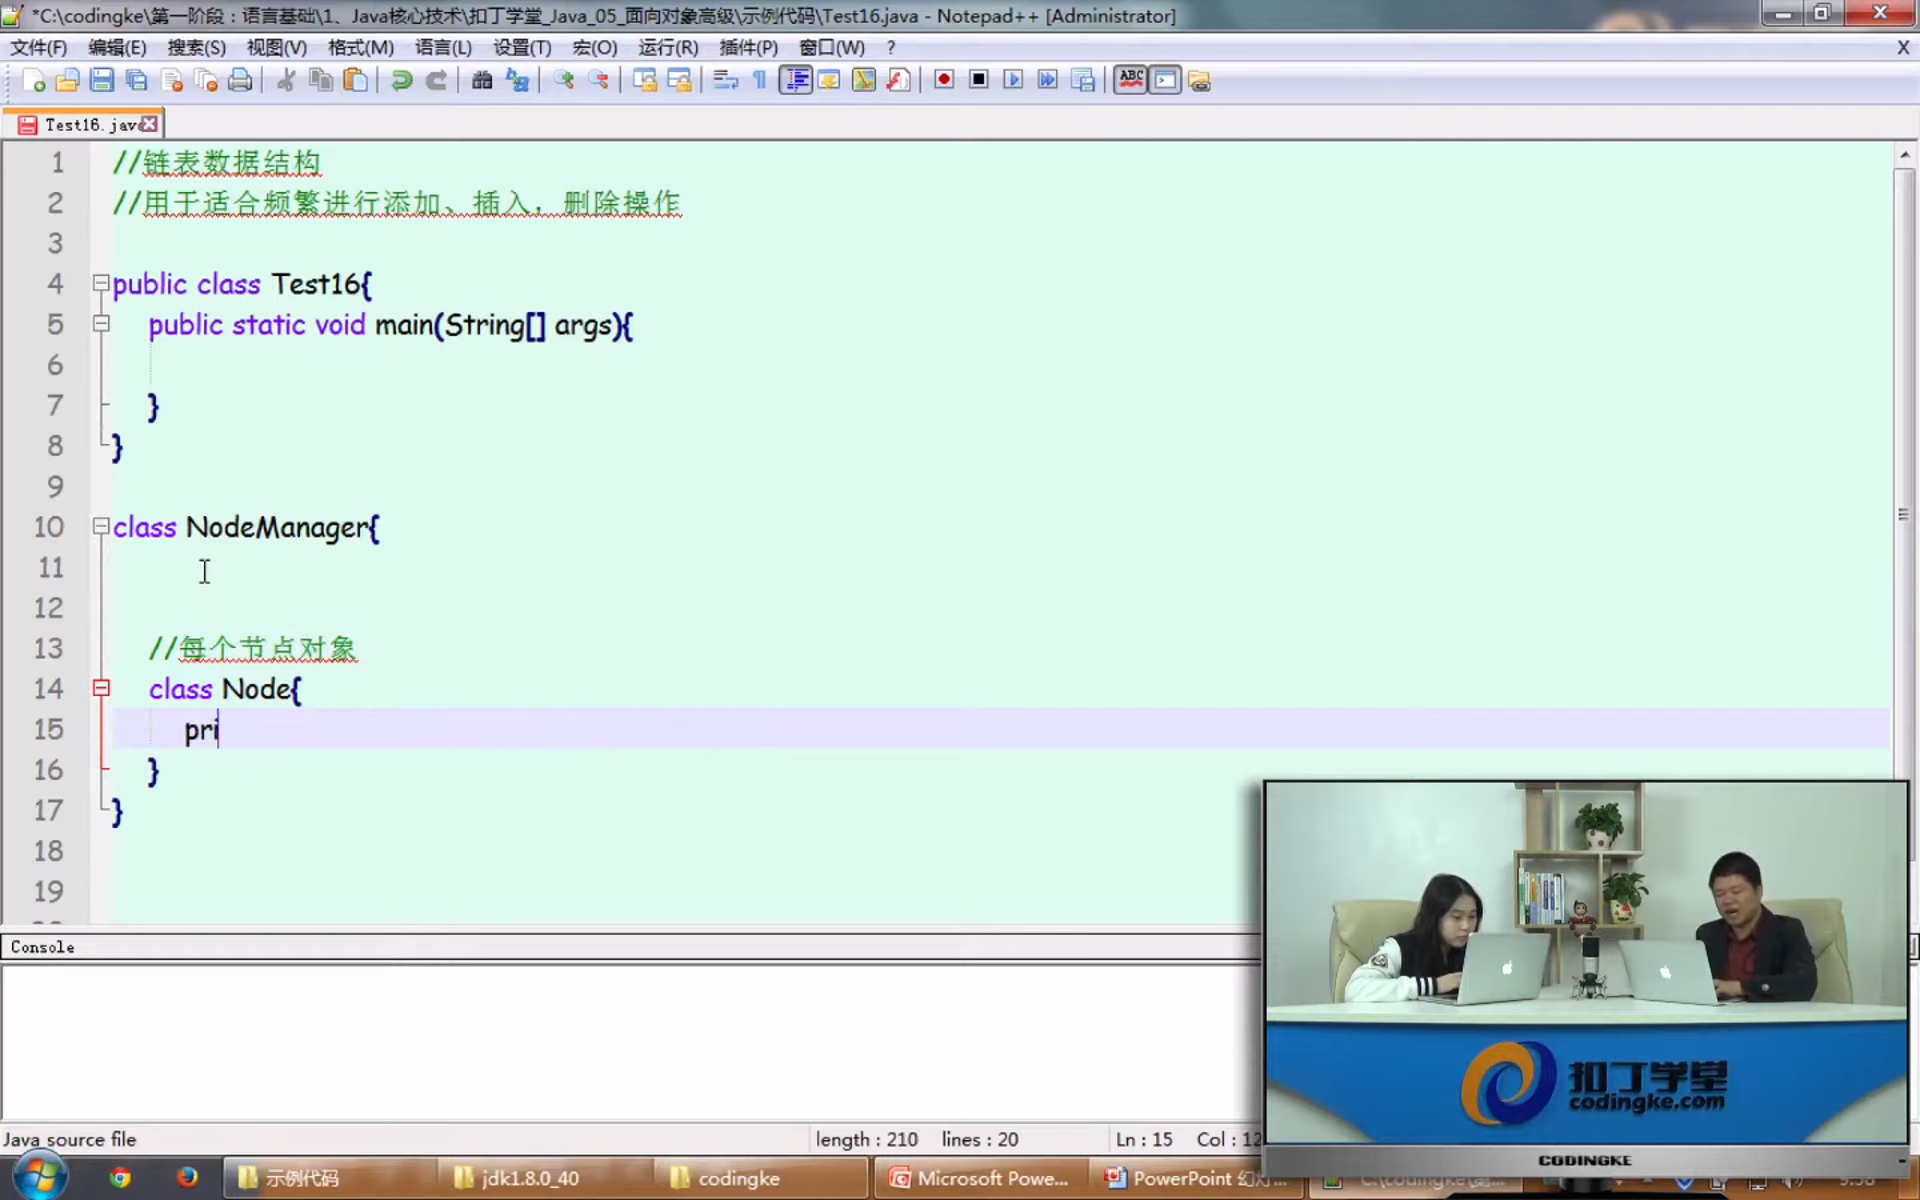 *C:\codingke\第一阶段：语言基础\1、Java核心技术\扣丁学堂_Java_05_面向对象高级\示例代码\Test16.java - Notepad++ [Administrator]
文件(F) 编辑(E) 搜索(S) 视图(V) 格式(M) 语言(L) 设置(T) 宏(O) 运行(R) 插件(P) 窗口(W) ? X
ABC
Test16.java
1 //链表数据结构
2 //用于适合频繁进行添加、插入，删除操作
3
4 public class Test16{
5 public static void main(String[] args){
6
7 }
8 }
9
10 class NodeManager{
11
12
13 //每个节点对象
14 class Node{
15 pri
16 }
17 }
18
19
Console
扣丁学堂
codingke.com
Java source file length : 210 lines : 20 Ln : 15 Col : 12
CODINGKE
示例代码 jdk1.8.0_40 codingke Microsoft Powe... PowerPoint 幻灯...